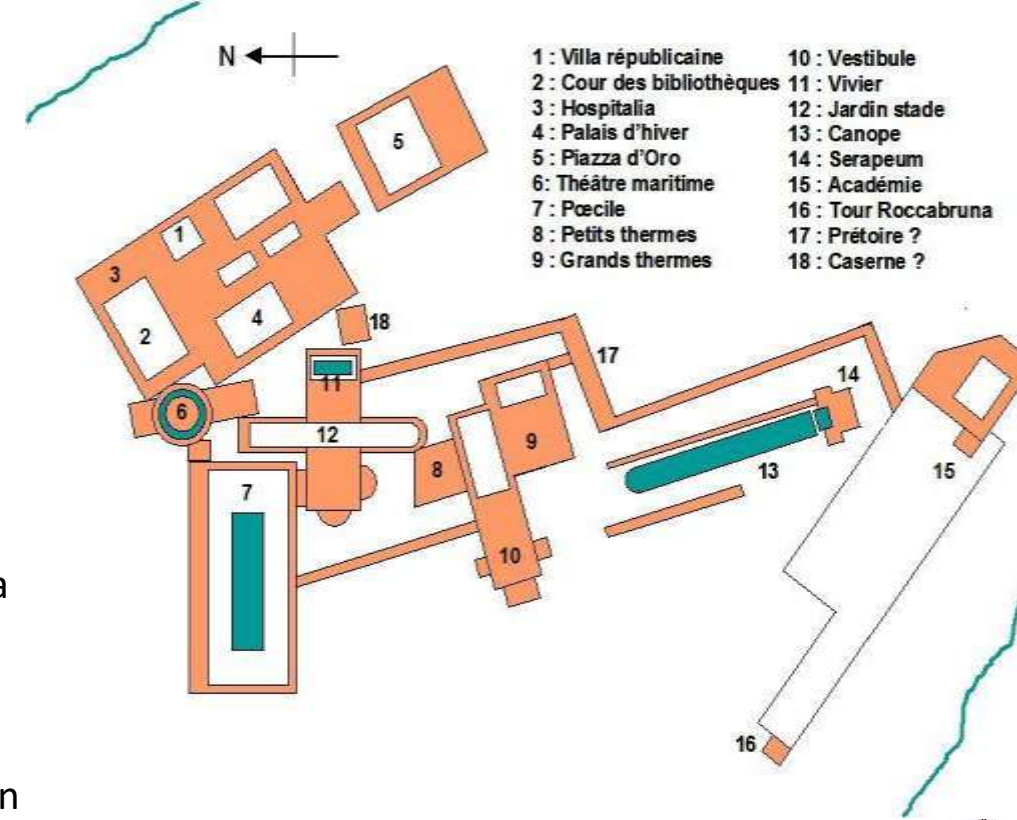 N
1 : Villa républicaine
2 : Cour des bibliothèques
3 : Hospitalia
4 : Palais d'hiver
5 : Piazza d'Oro
6: Théâtre maritime
7 : Pœcile
8 : Petits thermes
9 : Grands thermes
10 : Vestibule
11 : Vivier
12 : Jardin stade
13 : Canope
14 : Serapeum
15 : Académie
16 : Tour Roccabruna
17 : Prétoire ?
18 : Caserne ?
5
1
3
2
4
18
17
11
14
6
12
9
8
13
15
7
10
a
16
n